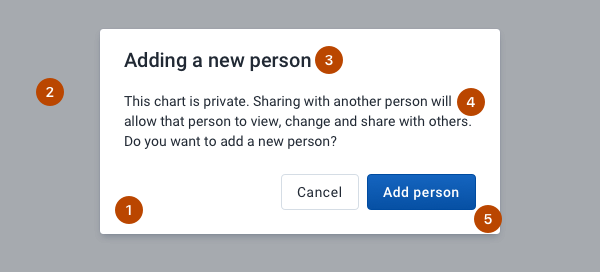 Adding a new person 3
2
This chart is private. Sharing with another person will 4
allow that person to view, change and share with others.
Do you want to add a new person?
Cancel Add person
1
5